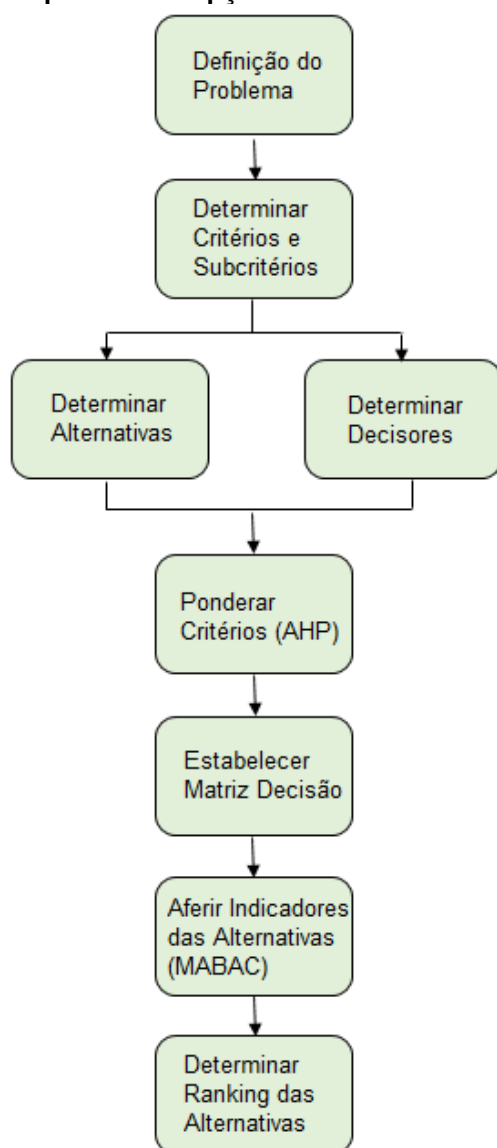 Definição do
Problema
Determinar
Critérios e
Subcritérios
Determinar
Alternativas
Determinar
Decisores
Ponderar
Critérios (AHP)
Estabelecer
Matriz Decisão
Aferir Indicadores
das Alternativas
(MABAC)
Determinar
Ranking das
Alternativas